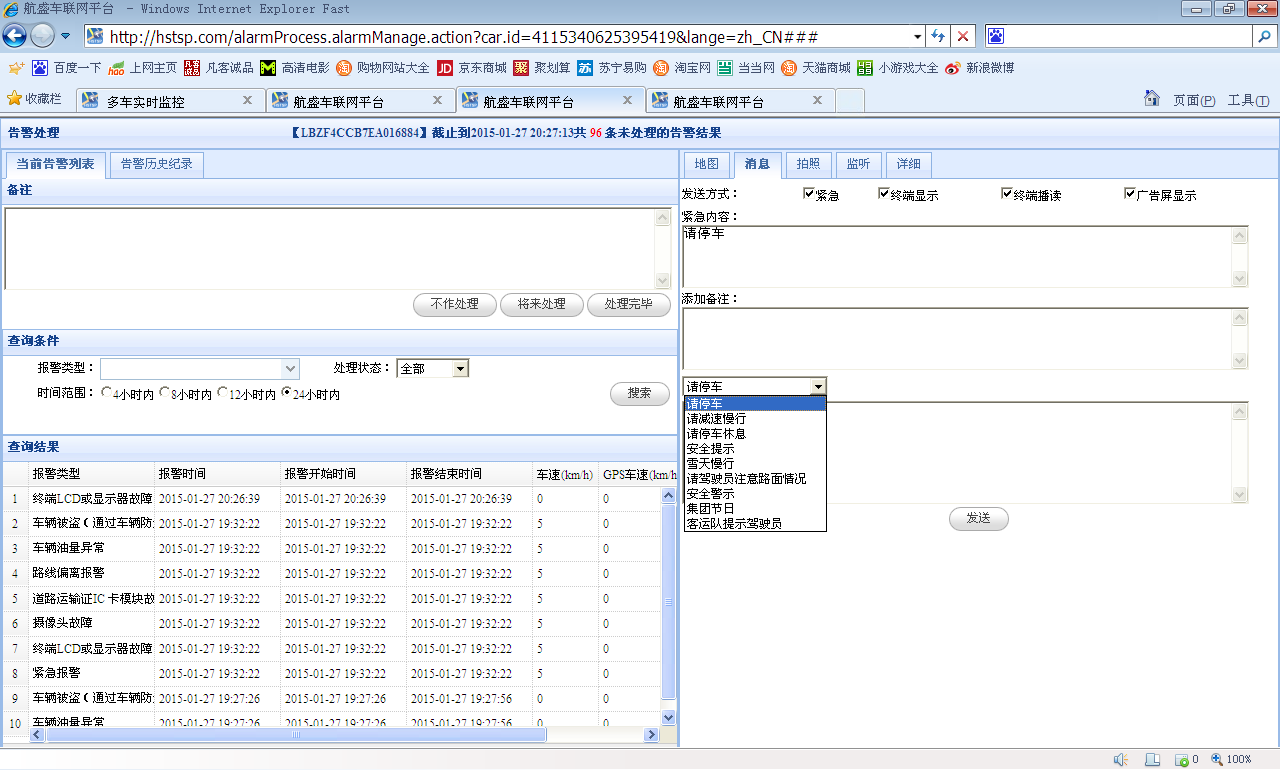 航盛车联网平台 - Windows Internet Explorer Fast
http://hstsp.com/alarmProcess.alarmManage.action?car.id=4115340625395419&lange=zh_CN###
百度一下 hao 上网主页 凡客诚品 M 高清电影 淘 购物网站大全 JD 京东商城 聚 聚划算 苏 苏宁易购 淘 淘宝网 当当网 淘 天猫商城 小游戏大全 新浪微博
收藏栏 多车实时监控 航盛车联网平台 航盛车联网平台 航盛车联网平台 页面(P) 工具(T)
告警处理 【LBZF4CCB7EA016884】截止到2015-01-27 20:27:13共 96 条未处理的告警结果
当前告警列表 告警历史纪录
备注
不作处理 将来处理 处理完毕
查询条件
报警类型： 处理状态： 全部
时间范围： 4小时内 8小时内 12小时内 24小时内 搜索
查询结果
报警类型 报警时间 报警开始时间 报警结束时间 车速(km/h) GPS车速(km/h
1 终端LCD或显示器故障 2015-01-27 20:26:39 2015-01-27 20:26:39 2015-01-27 20:26:39 0 0
2 车辆被盗（通过车辆防 2015-01-27 19:32:22 2015-01-27 19:32:22 2015-01-27 19:32:22 5 0
3 车辆油量异常 2015-01-27 19:32:22 2015-01-27 19:32:22 2015-01-27 19:32:22 5 0
4 路线偏离报警 2015-01-27 19:32:22 2015-01-27 19:32:22 2015-01-27 19:32:22 5 0
5 道路运输证IC 卡模块故 2015-01-27 19:32:22 2015-01-27 19:32:22 2015-01-27 19:32:22 5 0
6 摄像头故障 2015-01-27 19:32:22 2015-01-27 19:32:22 2015-01-27 19:32:22 5 0
7 终端LCD或显示器故障 2015-01-27 19:32:22 2015-01-27 19:32:22 2015-01-27 19:32:22 5 0
8 紧急报警 2015-01-27 19:32:22 2015-01-27 19:32:22 2015-01-27 19:32:22 5 0
9 车辆被盗（通过车辆防 2015-01-27 19:27:26 2015-01-27 19:27:26 2015-01-27 19:27:56 0 0
10 车辆油量异常 2015-01-27 19:27:26 2015-01-27 19:27:26 2015-01-27 19:27:56 0 0
地图 消息 拍照 监听 详细
发送方式： 紧急 终端显示 终端播读 广告屏显示
紧急内容：
请停车
添加备注：
请停车
请停车
请减速慢行
请停车休息
安全提示
雪天慢行
请驾驶员注意路面情况
安全警示
集团节日
客运队提示驾驶员
发送
0 100%